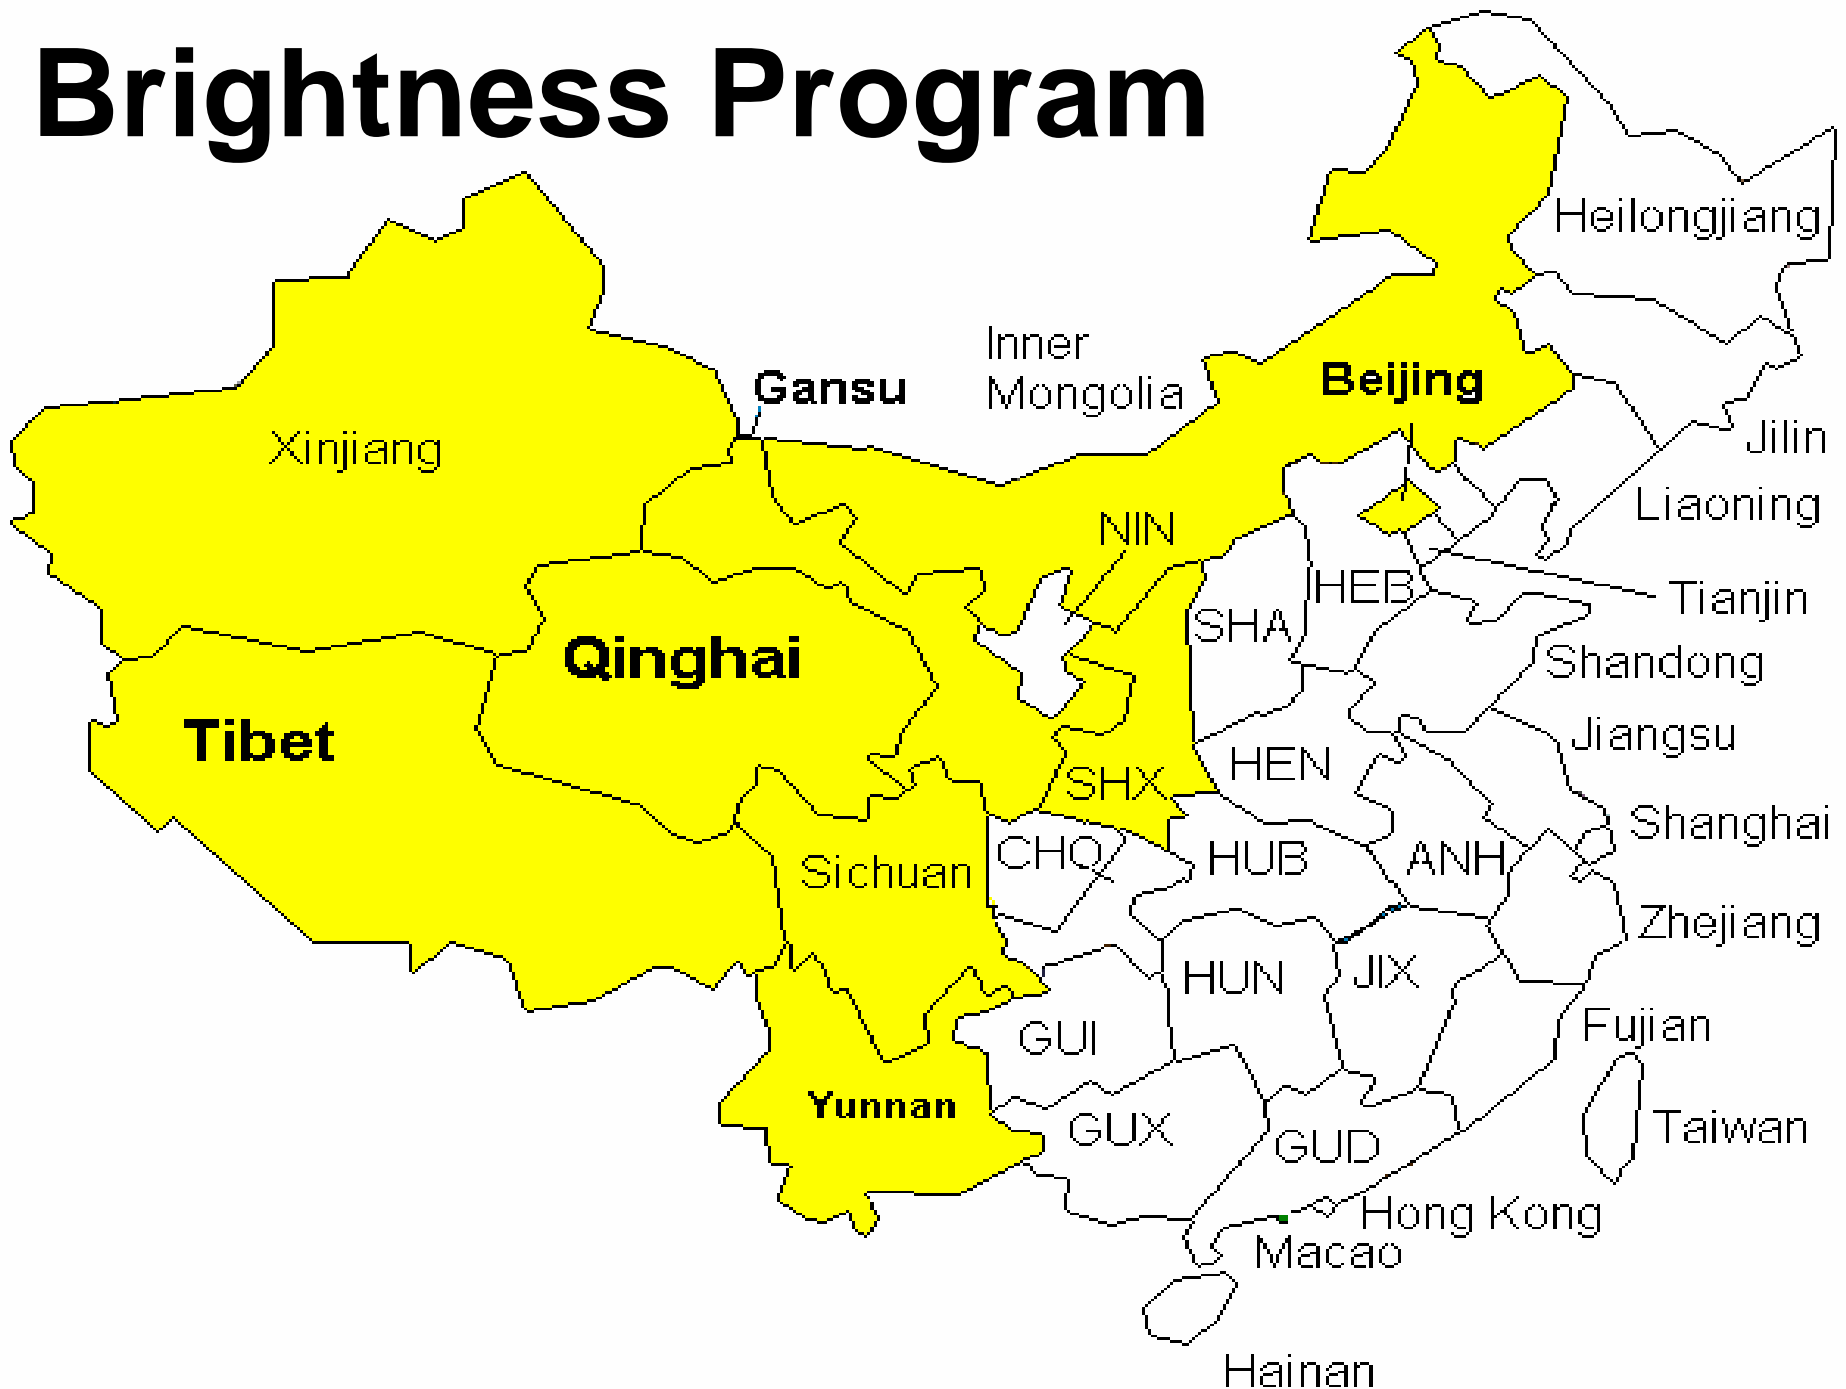 Brightness Program
Heilongjiang
Inner
Mongolia
Gansu
Beijing
Xinjiang
Jilin
NIN
Liaoning
HEB
Tianjin
SHA
Qinghai
Shandong
Tibet
Jiangsu
HEN
SHX
Shanghai
CHQ
HUB
ANH
Sichuan
Zhejiang
HUN
JIX
GUI
Fujian
Yunnan
GUX
GUD
Taiwan
Hong Kong
Macao
Hainan